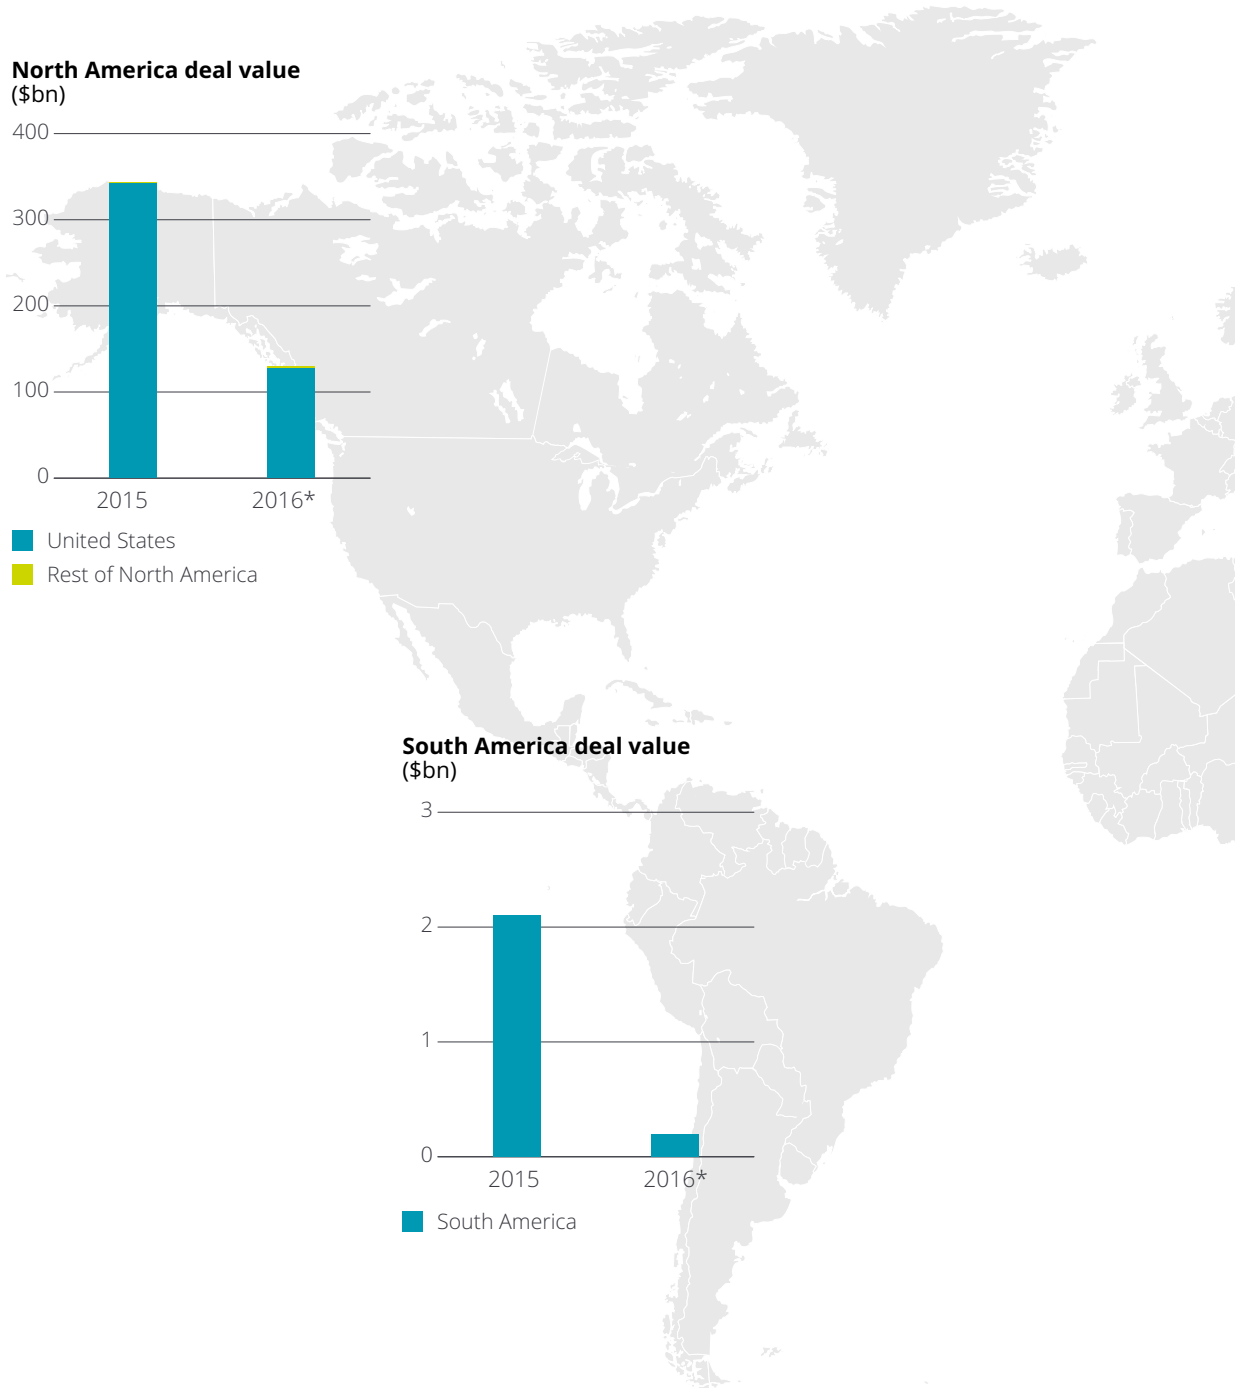 North America deal value
($bn)
400
300
200
100
0
2015 2016*
United States
Rest of North America
South America deal value
($bn)
3
2
1
0
2015 2016*
South America